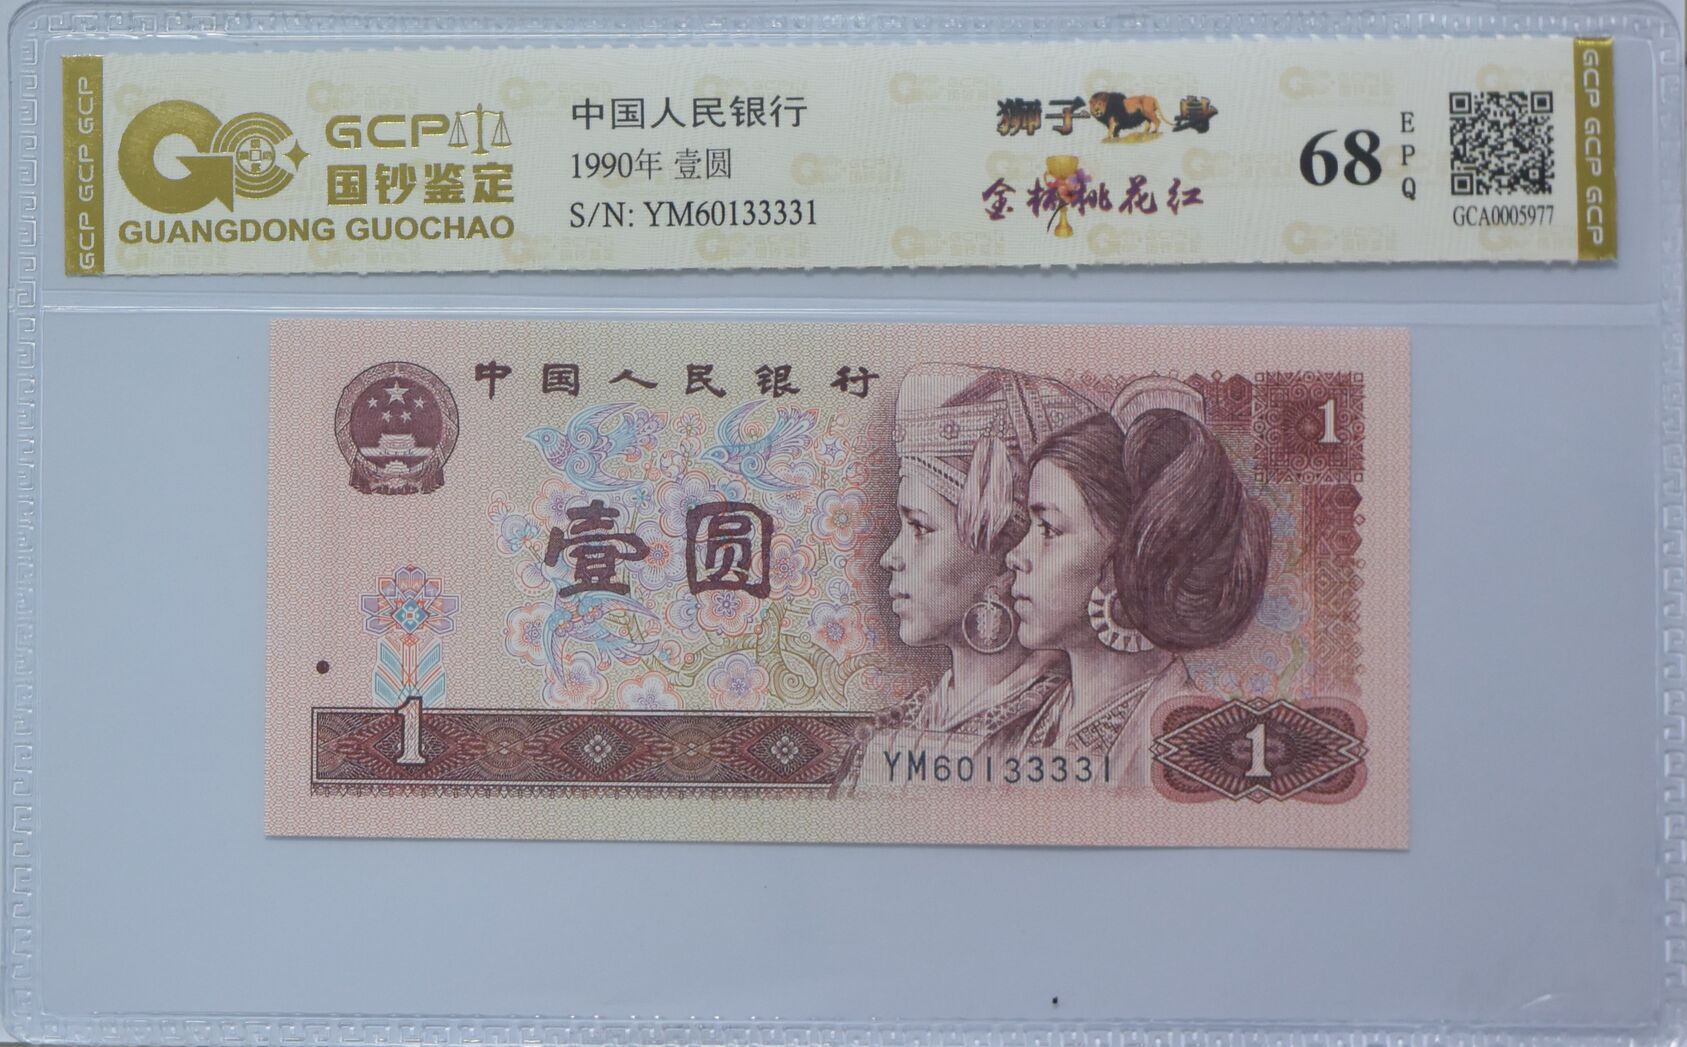 GCP GCP GCP
GCP
国钞鉴定
GUANGDONG GUOCHAO
中国人民银行
1990年 壹圆
S/N: YM60133331
狮子身
金杯桃花红
68
EPQ
GCA0005977
GCP GCP GCP
中国人民银行
1
壹圆
1
YM60133331
1